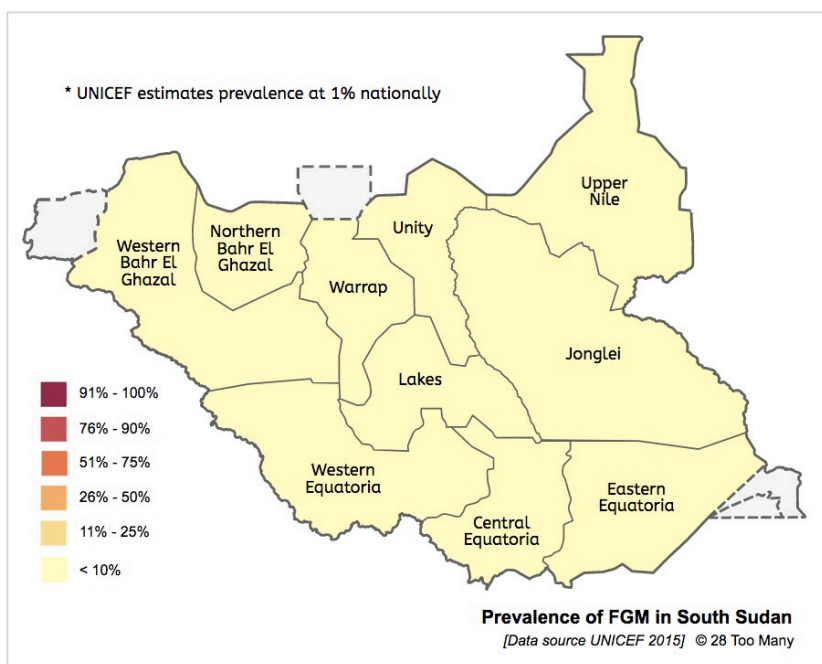 * UNICEF estimates prevalence at 1% nationally
Upper
Nile
Northern
Bahr El
Ghazal
Unity
Western
Bahr El
Ghazal
Warrap
Jonglei
Lakes
91% - 100%
76% - 90%
51% - 75%
26% - 50%
11% - 25%
< 10%
Western
Equatoria
Eastern
Equatoria
Central
Equatoria
Prevalence of FGM in South Sudan
[Data source UNICEF 2015] © 28 Too Many